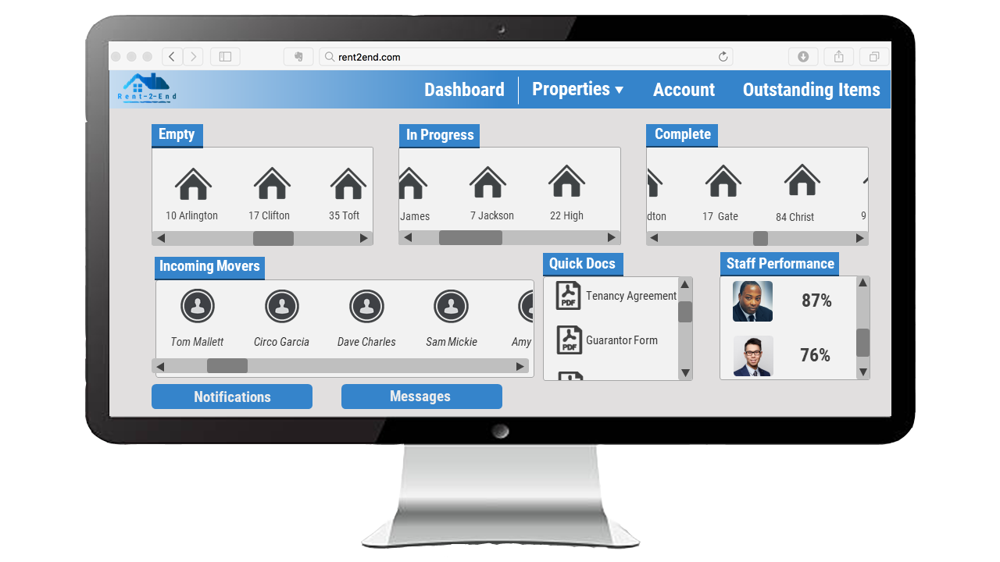 rent2end.com
Rent-2-End
Dashboard
Properties
Account
Outstanding Items
Empty
In Progress
Complete
10 Arlington
17 Clifton
35 Toft
James
7 Jackson
22 High
dton
17 Gate
84 Christ
9
Incoming Movers
Quick Docs
Staff Performance
Tom Mallett
Circo Garcia
Dave Charles
Sam Mickie
Amy
PDF
Tenancy Agreement
PDF
Guarantor Form
87%
76%
Notifications
Messages